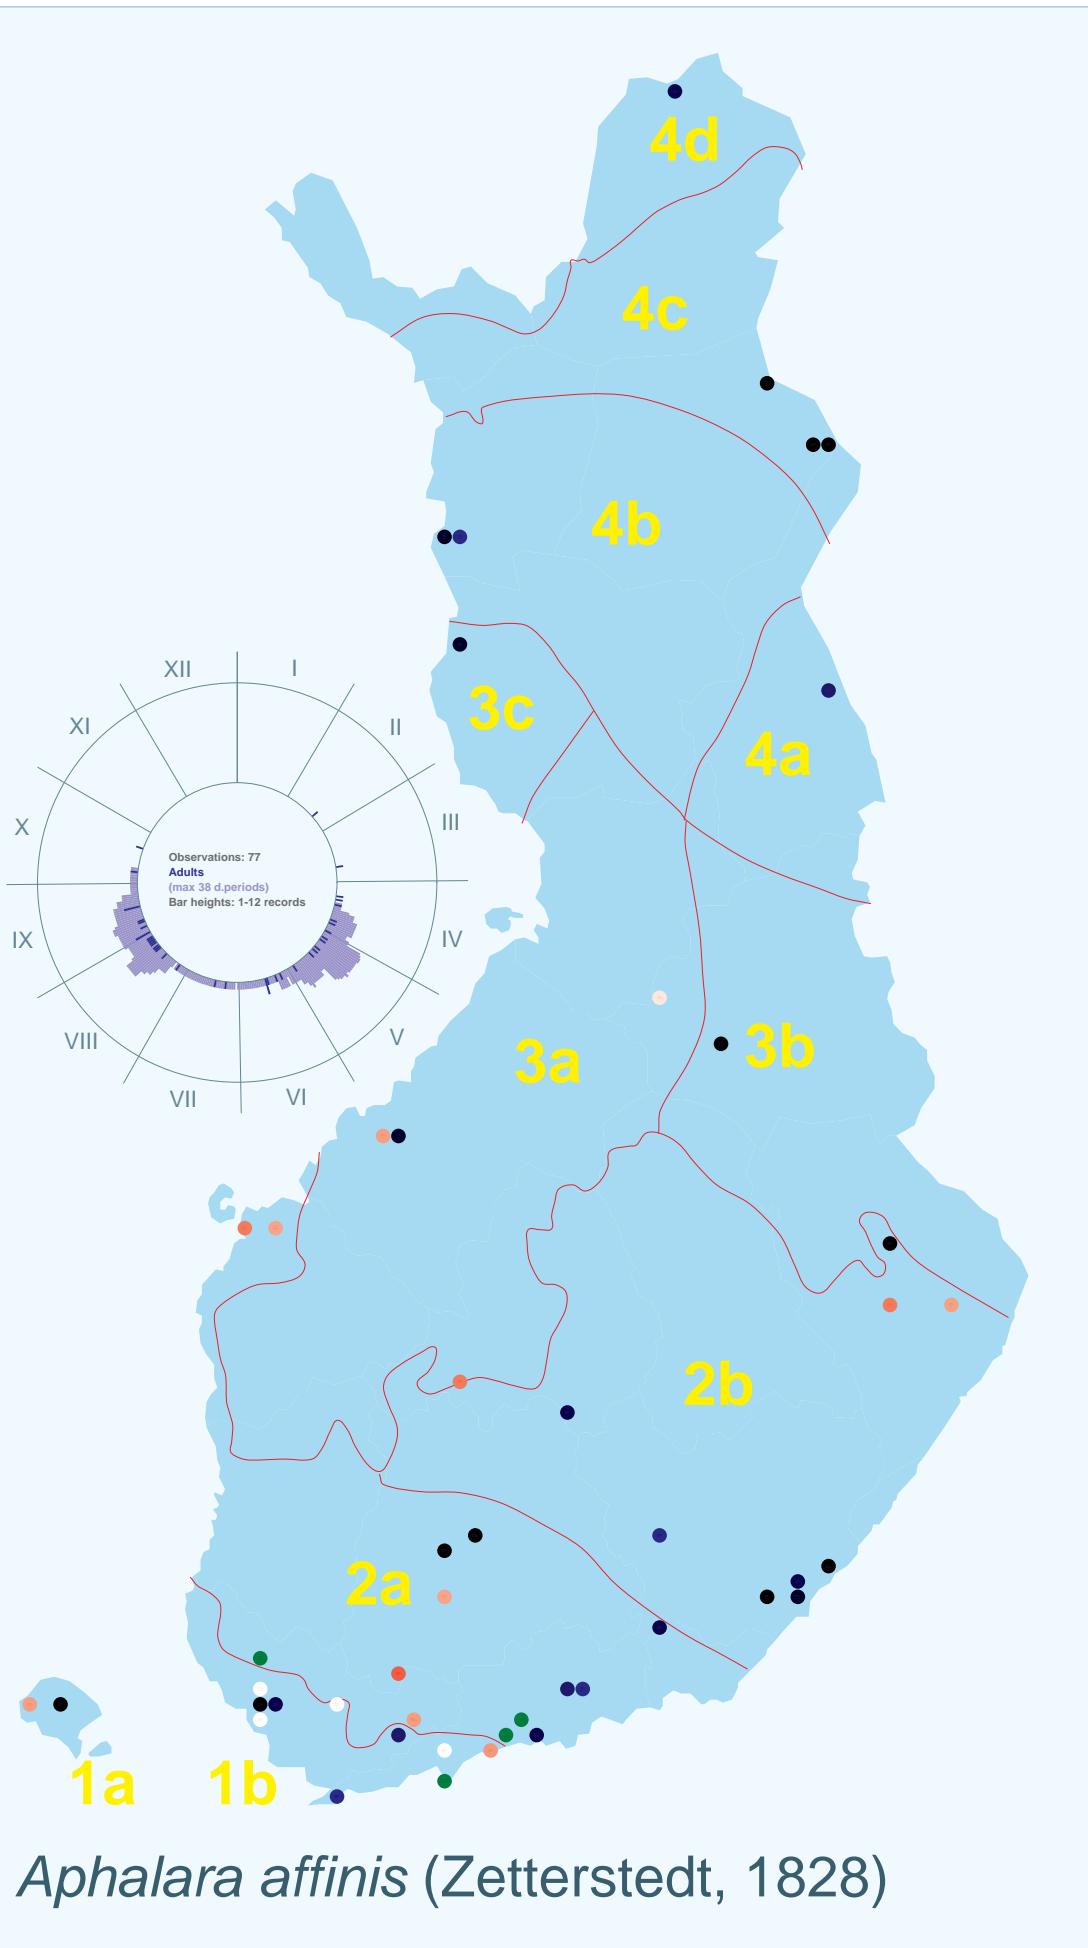 4d
4c
4b
3c
4a
XII
I
XI
II
X
III
Observations: 77
Adults
(max 38 d.periods)
Bar heights: 1-12 records
IX
IV
VIII
V
VII
VI
3a
3b
2b
2a
1a
1b
Aphalara affinis (Zetterstedt, 1828)